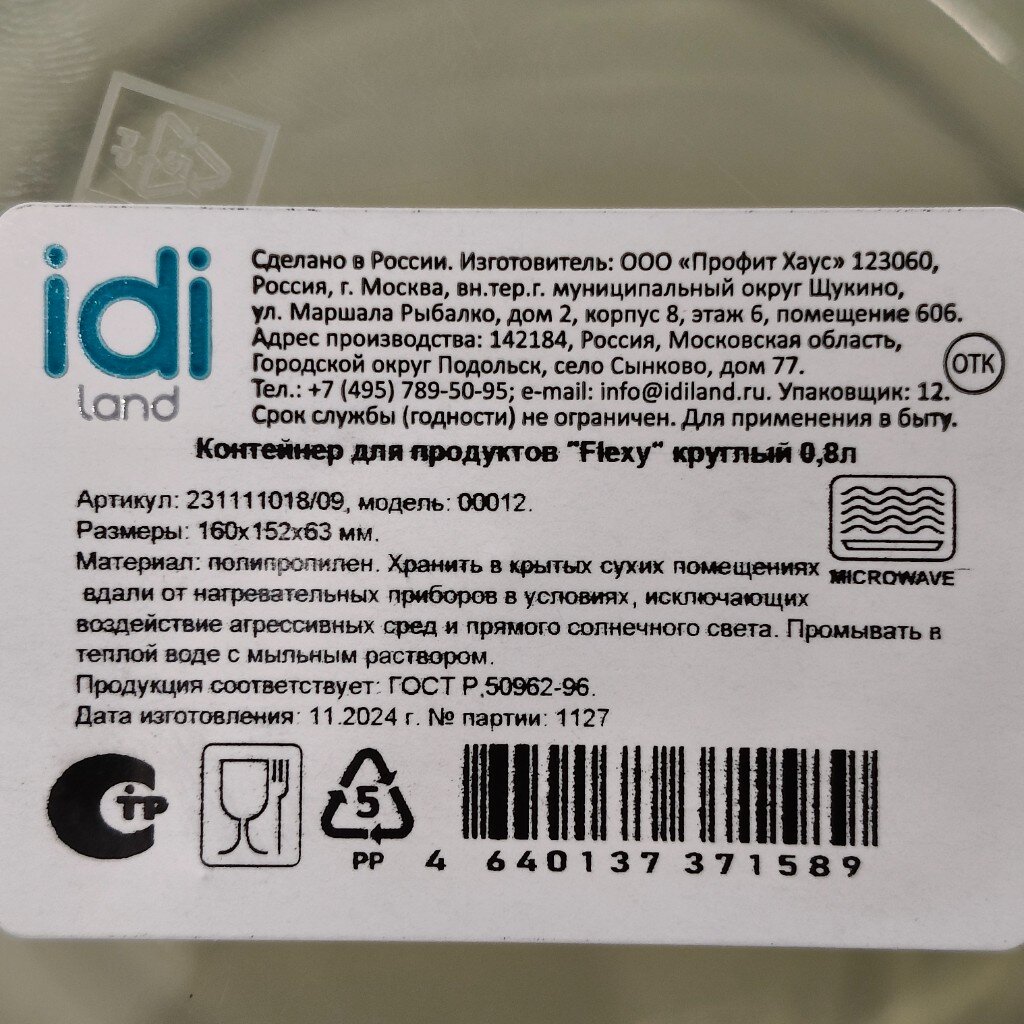 idi
land
Сделано в России. Изготовитель: ООО «Профит Хаус» 123060,
Россия, г. Москва, вн.тер.г. муниципальный округ Щукино,
ул. Маршала Рыбалко, дом 2, корпус 8, этаж 6, помещение 606.
Адрес производства: 142184, Россия, Московская область,
Городской округ Подольск, село Сынково, дом 77.
ОТК
Тел.: +7 (495) 789-50-95; e-mail: info@idiland.ru. Упаковщик: 12.
Срок службы (годности) не ограничен. Для применения в быту.
Контейнер для продуктов "Flexy" круглый 0,8л
Артикул: 231111018/09, модель: 00012.
Размеры: 160x152x63 мм.
Материал: полипропилен. Хранить в крытых сухих помещениях
MICROWAVE
вдали от нагревательных приборов в условиях, исключающих
воздействие агрессивных сред и прямого солнечного света. Промывать в
теплой воде с мыльным раствором.
Продукция соответствует: ГОСТ Р.50962-96.
Дата изготовления: 11.2024 г. № партии: 1127
СТР
5
PP
4 640137 371589